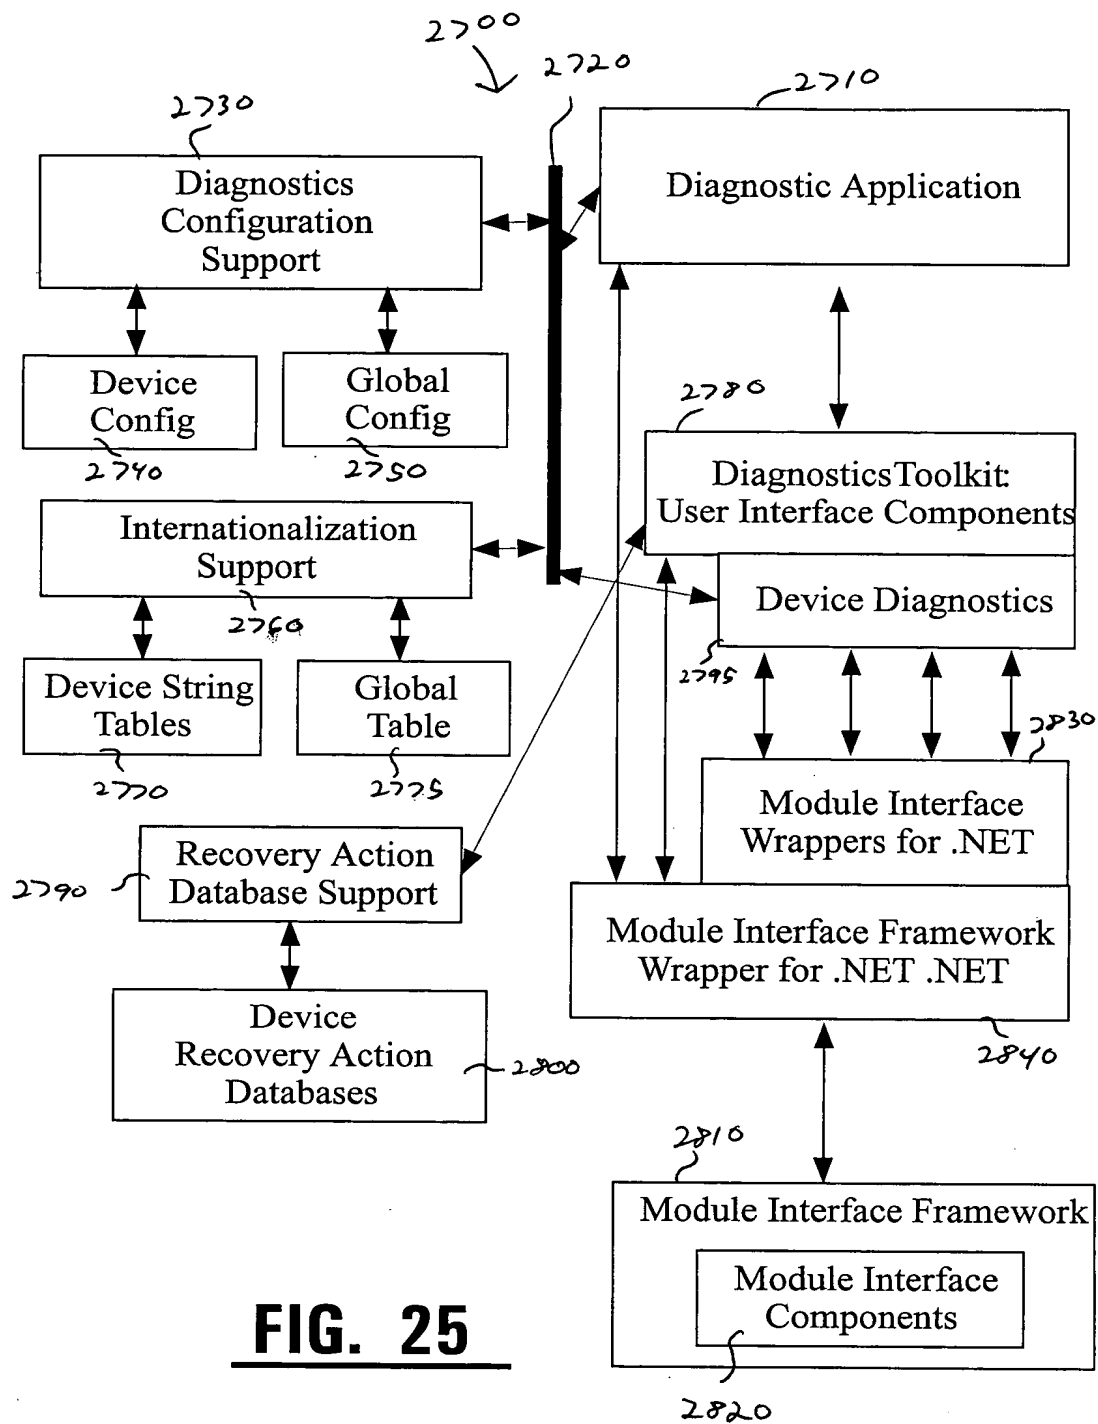 2700
2720
2710
2730
Diagnostics
Configuration
Support
Diagnostic Application
Device
Config
2740
Global
Config
2750
2780
DiagnosticsToolkit:
User Interface Components
Internationalization
Support
2760
Device Diagnostics
2795
Device String
Tables
2770
Global
Table
2775
2830
Module Interface
Wrappers for .NET
Recovery Action
Database Support
2790
Module Interface Framework
Wrapper for .NET .NET
2840
Device
Recovery Action
Databases
2800
2810
Module Interface Framework
Module Interface
Components
2820
FIG. 25